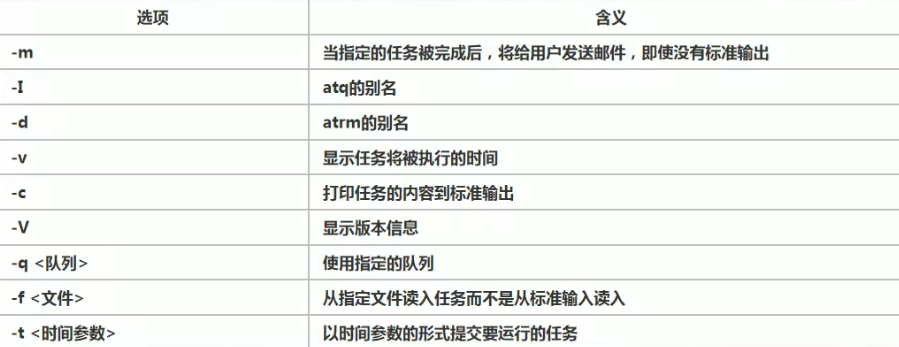 选项 含义
-m 当指定的任务被完成后，将给用户发送邮件，即使没有标准输出
-I atq的别名
-d atrm的别名
-v 显示任务将被执行的时间
-c 打印任务的内容到标准输出
-V 显示版本信息
-q <队列> 使用指定的队列
-f <文件> 从指定文件读入任务而不是从标准输入读入
-t <时间参数> 以时间参数的形式提交要运行的任务